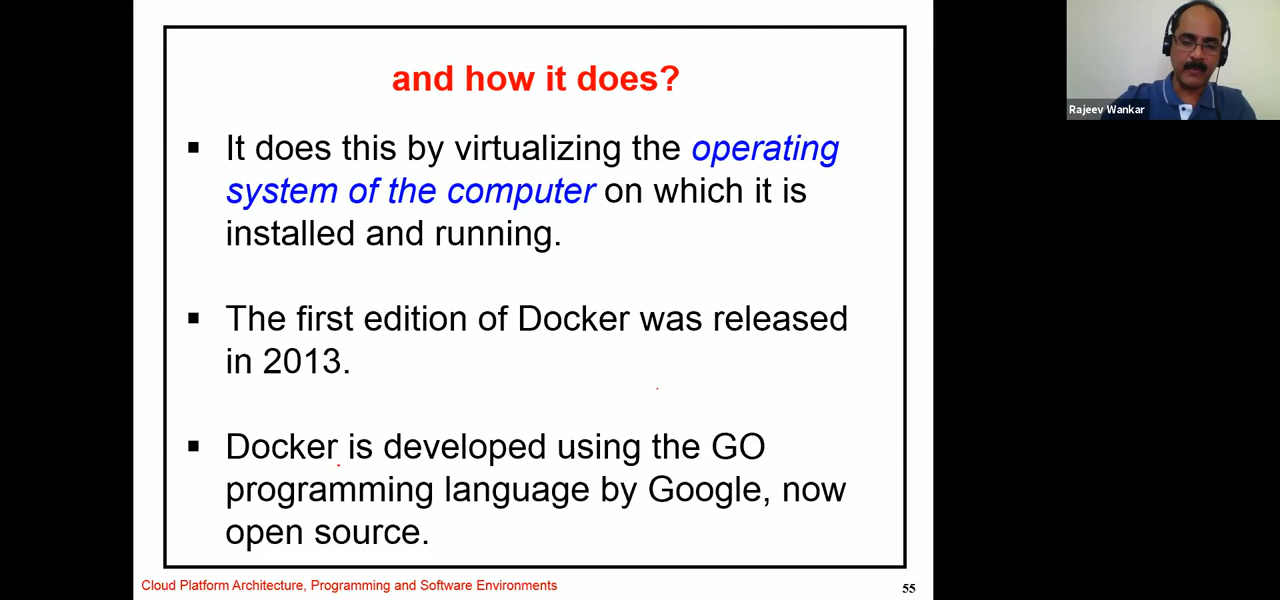 and how it does?
▪ It does this by virtualizing the operating
system of the computer on which it is
installed and running.
▪ The first edition of Docker was released
in 2013.
▪ Docker is developed using the GO
programming language by Google, now
open source.
Cloud Platform Architecture, Programming and Software Environments
55
Rajeev Wankar